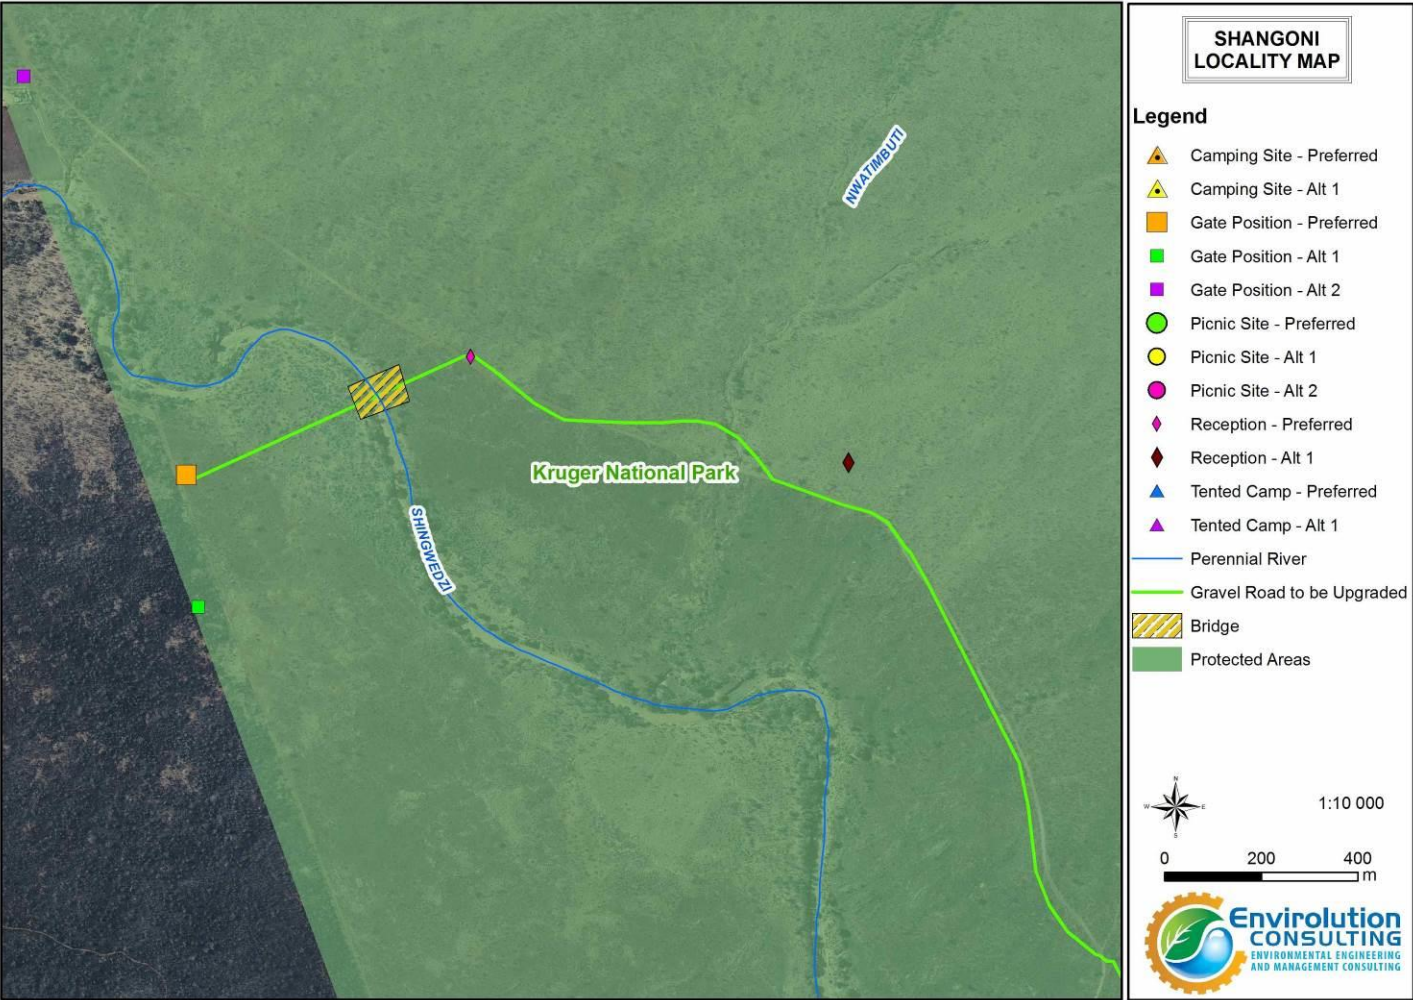 SHANGONI
LOCALITY MAP
Legend
Camping Site - Preferred
Camping Site - Alt 1
Gate Position - Preferred
Gate Position - Alt 1
Gate Position - Alt 2
Picnic Site - Preferred
Picnic Site - Alt 1
Picnic Site - Alt 2
Reception - Preferred
Reception - Alt 1
Tented Camp - Preferred
Tented Camp - Alt 1
Perennial River
Gravel Road to be Upgraded
Bridge
Protected Areas
NWATIMBUTI
Kruger National Park
SHINGWEDZI
N
W E
S
1:10 000
0 200 400
m
Envirolution
CONSULTING
ENVIRONMENTAL ENGINEERING
AND MANAGEMENT CONSULTING